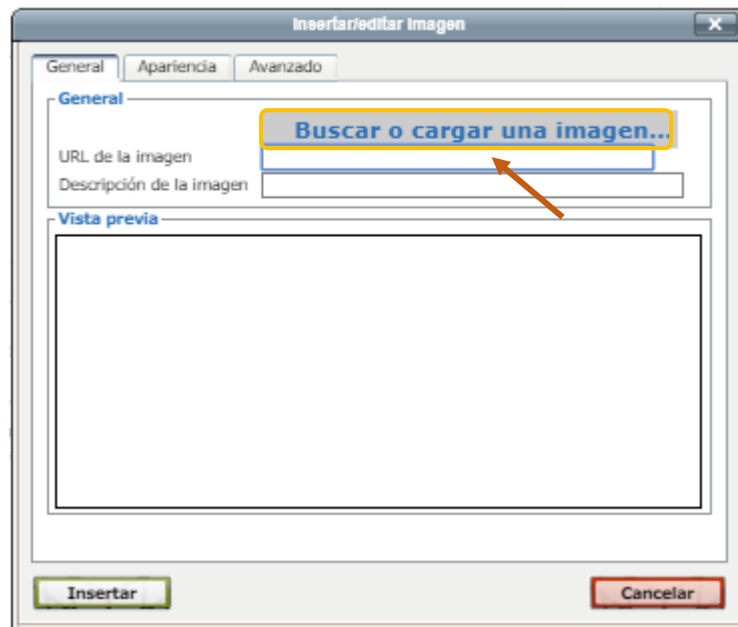 Insertar/editar imagen
General Apariencia Avanzado
General
Buscar o cargar una imagen...
URL de la imagen
Descripción de la imagen
Vista previa
Insertar Cancelar